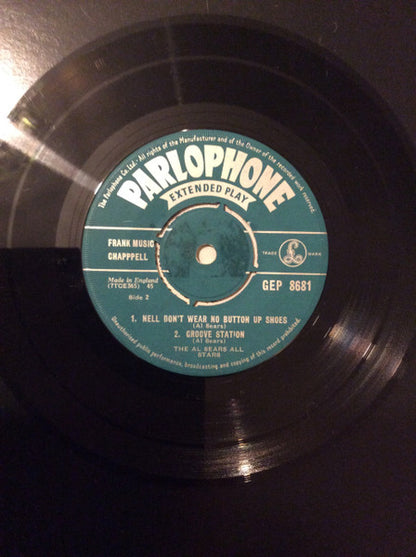 The Parlophone Co. Ltd. All rights of the Manufacturer and of the Owner of the recorded work reserved.
PARLOPHONE
EXTENDED PLAY
FRANK MUSIC
CHAPPPELL
TRADE MARK
£
Made in England
(7TCE365) 45
GEP 8681
Side 2
1. NELL DON'T WEAR NO BUTTON UP SHOES
(Al Sears)
2. GROOVE STATION
(Al Sears)
THE AL SEARS ALL
STARS
Unauthorised public performance, broadcasting and copying of this record prohibited.